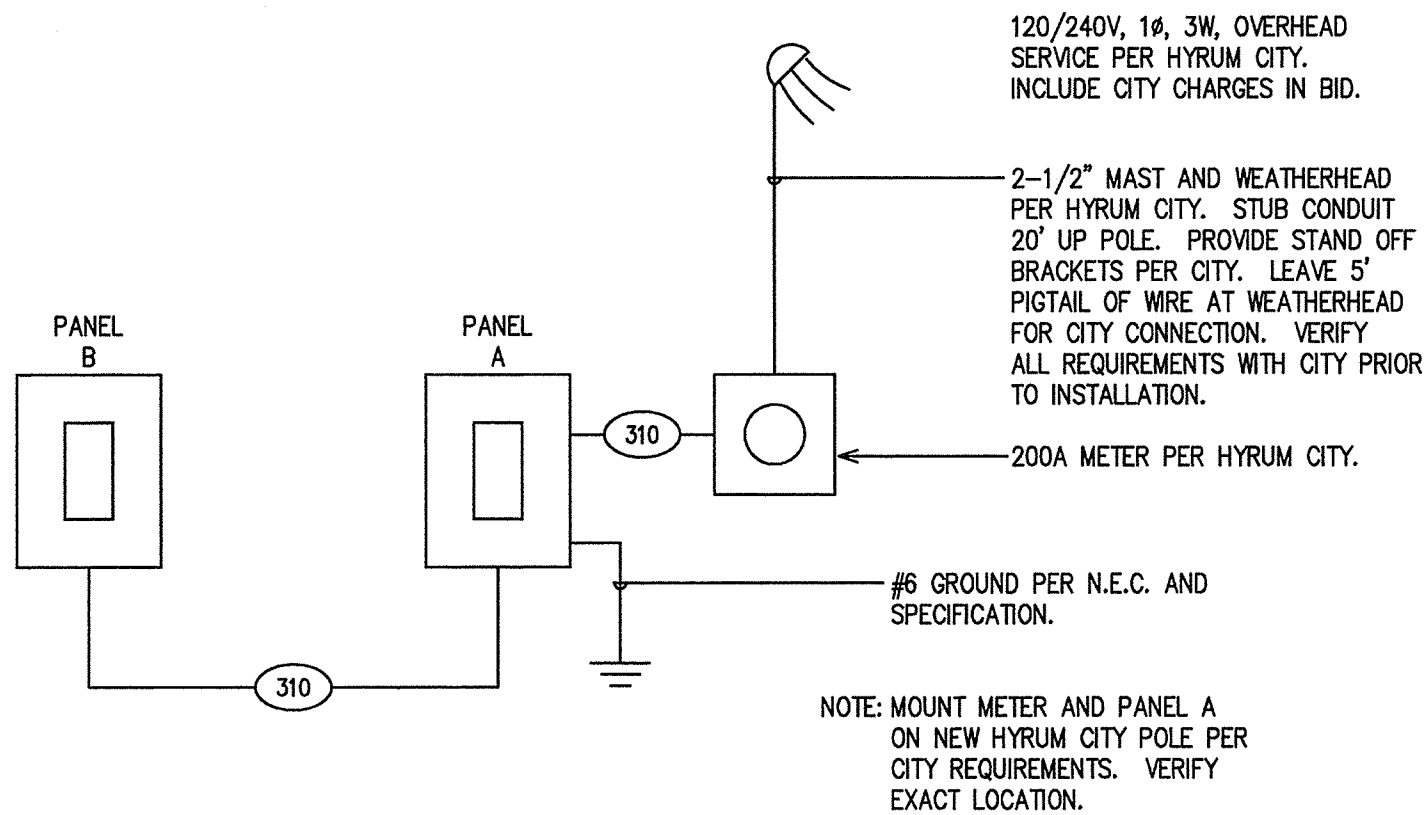 120/240V, 1ø, 3W, OVERHEAD
SERVICE PER HYRUM CITY.
INCLUDE CITY CHARGES IN BID.
2-1/2" MAST AND WEATHERHEAD
PER HYRUM CITY. STUB CONDUIT
20' UP POLE. PROVIDE STAND OFF
BRACKETS PER CITY. LEAVE 5'
PIGTAIL OF WIRE AT WEATHERHEAD
FOR CITY CONNECTION. VERIFY
ALL REQUIREMENTS WITH CITY PRIOR
TO INSTALLATION.
PANEL
B
PANEL
A
310
200A METER PER HYRUM CITY.
#6 GROUND PER N.E.C. AND
SPECIFICATION.
310
NOTE: MOUNT METER AND PANEL A
ON NEW HYRUM CITY POLE PER
CITY REQUIREMENTS. VERIFY
EXACT LOCATION.